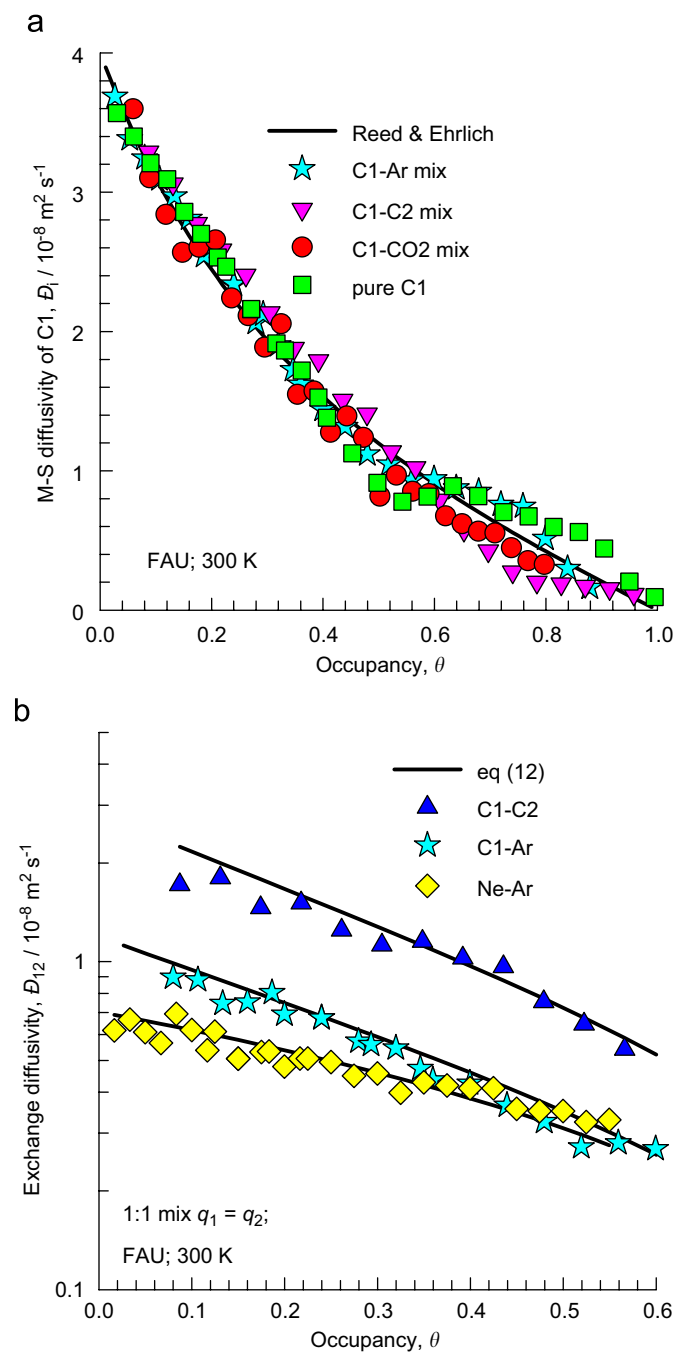 a
4
3
2
1
0
M-S diffusivity of C1, Đi / 10⁻⁸ m² s⁻¹
Reed & Ehrlich
C1-Ar mix
C1-C2 mix
C1-CO2 mix
pure C1
FAU; 300 K
0.0 0.2 0.4 0.6 0.8 1.0
Occupancy, θ
b
1
0.1
Exchange diffusivity, Đ12 / 10⁻⁸ m² s⁻¹
eq (12)
C1-C2
C1-Ar
Ne-Ar
1:1 mix q₁ = q₂;
FAU; 300 K
0.0 0.1 0.2 0.3 0.4 0.5 0.6
Occupancy, θ